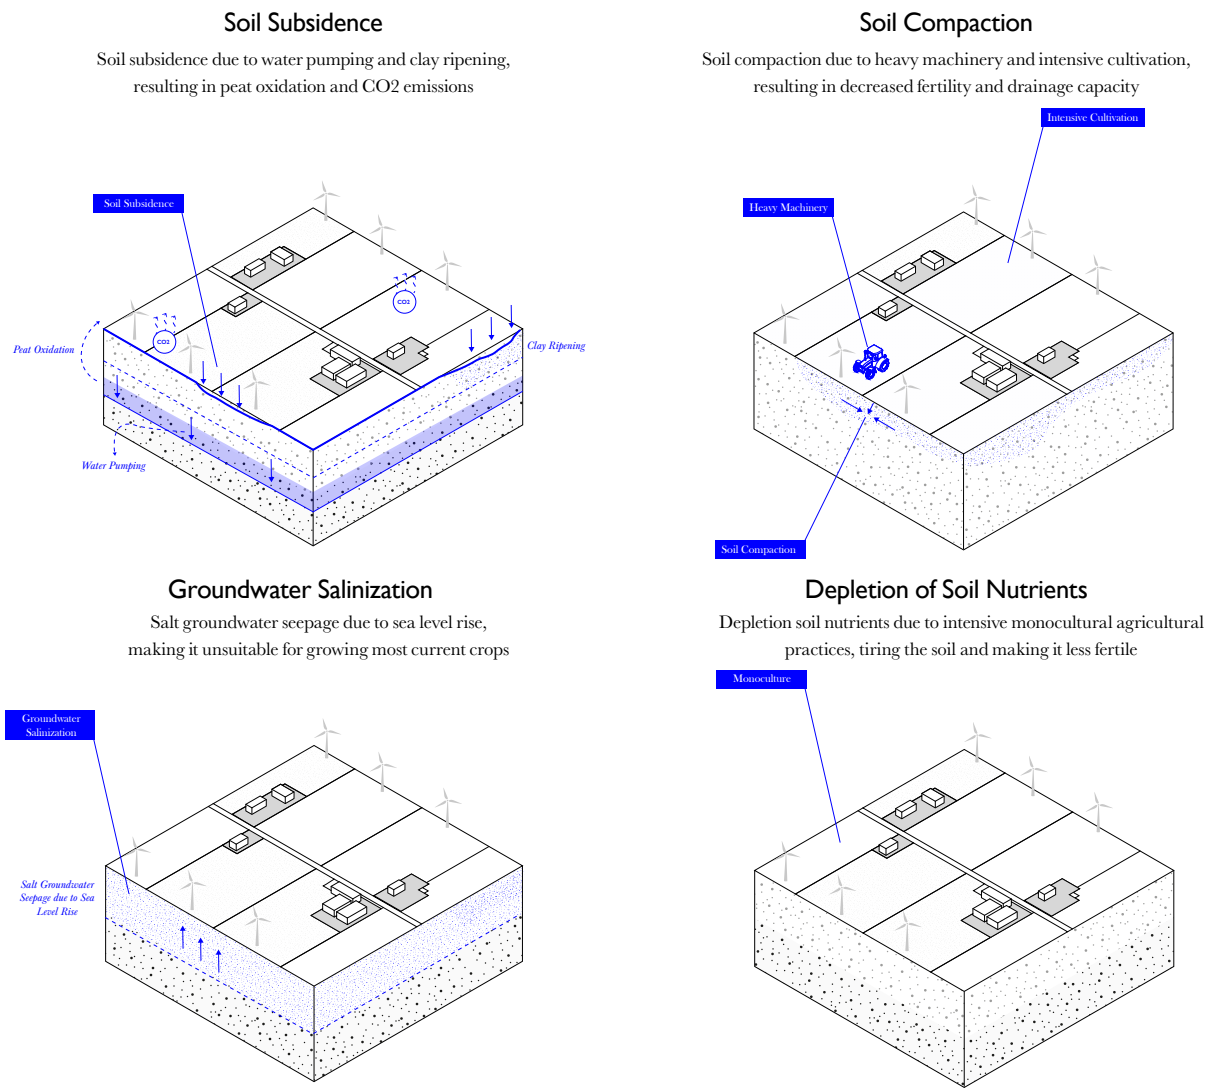 Soil Subsidence
Soil subsidence due to water pumping and clay ripening,
resulting in peat oxidation and CO2 emissions
Soil Subsidence
CO2
CO2
Peat Oxidation
Clay Ripening
Water Pumping
Soil Compaction
Soil compaction due to heavy machinery and intensive cultivation,
resulting in decreased fertility and drainage capacity
Intensive Cultivation
Heavy Machinery
Soil Compaction
Groundwater Salinization
Salt groundwater seepage due to sea level rise,
making it unsuitable for growing most current crops
Groundwater
Salinization
Salt Groundwater
Seepage due to Sea
Level Rise
Depletion of Soil Nutrients
Depletion soil nutrients due to intensive monocultural agricultural
practices, tiring the soil and making it less fertile
Monoculture